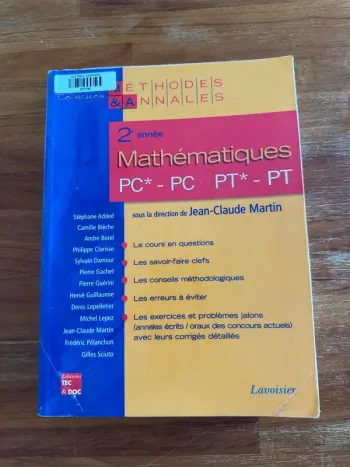 MÉTHODES
&ANNALES
2e année
Mathématiques
PC* - PC PT* - PT
sous la direction de Jean-Claude Martin
Stéphane Added
Camille Bièche
André Borel
Philippe Clarisse
Sylvain Damour
Pierre Gachet
Pierre Guérini
Hervé Guillaumie
Denis Lepelletier
Michel Lepez
Jean-Claude Martin
Frédéric Pélanchon
Gilles Sciuto
Le cours en questions
Les savoir-faire clefs
Les conseils méthodologiques
Les erreurs à éviter
Les exercices et problèmes jalons
(annales écrits / oraux des concours actuels)
avec leurs corrigés détaillés
Éditions
TEC
& DOC
Lavoisier